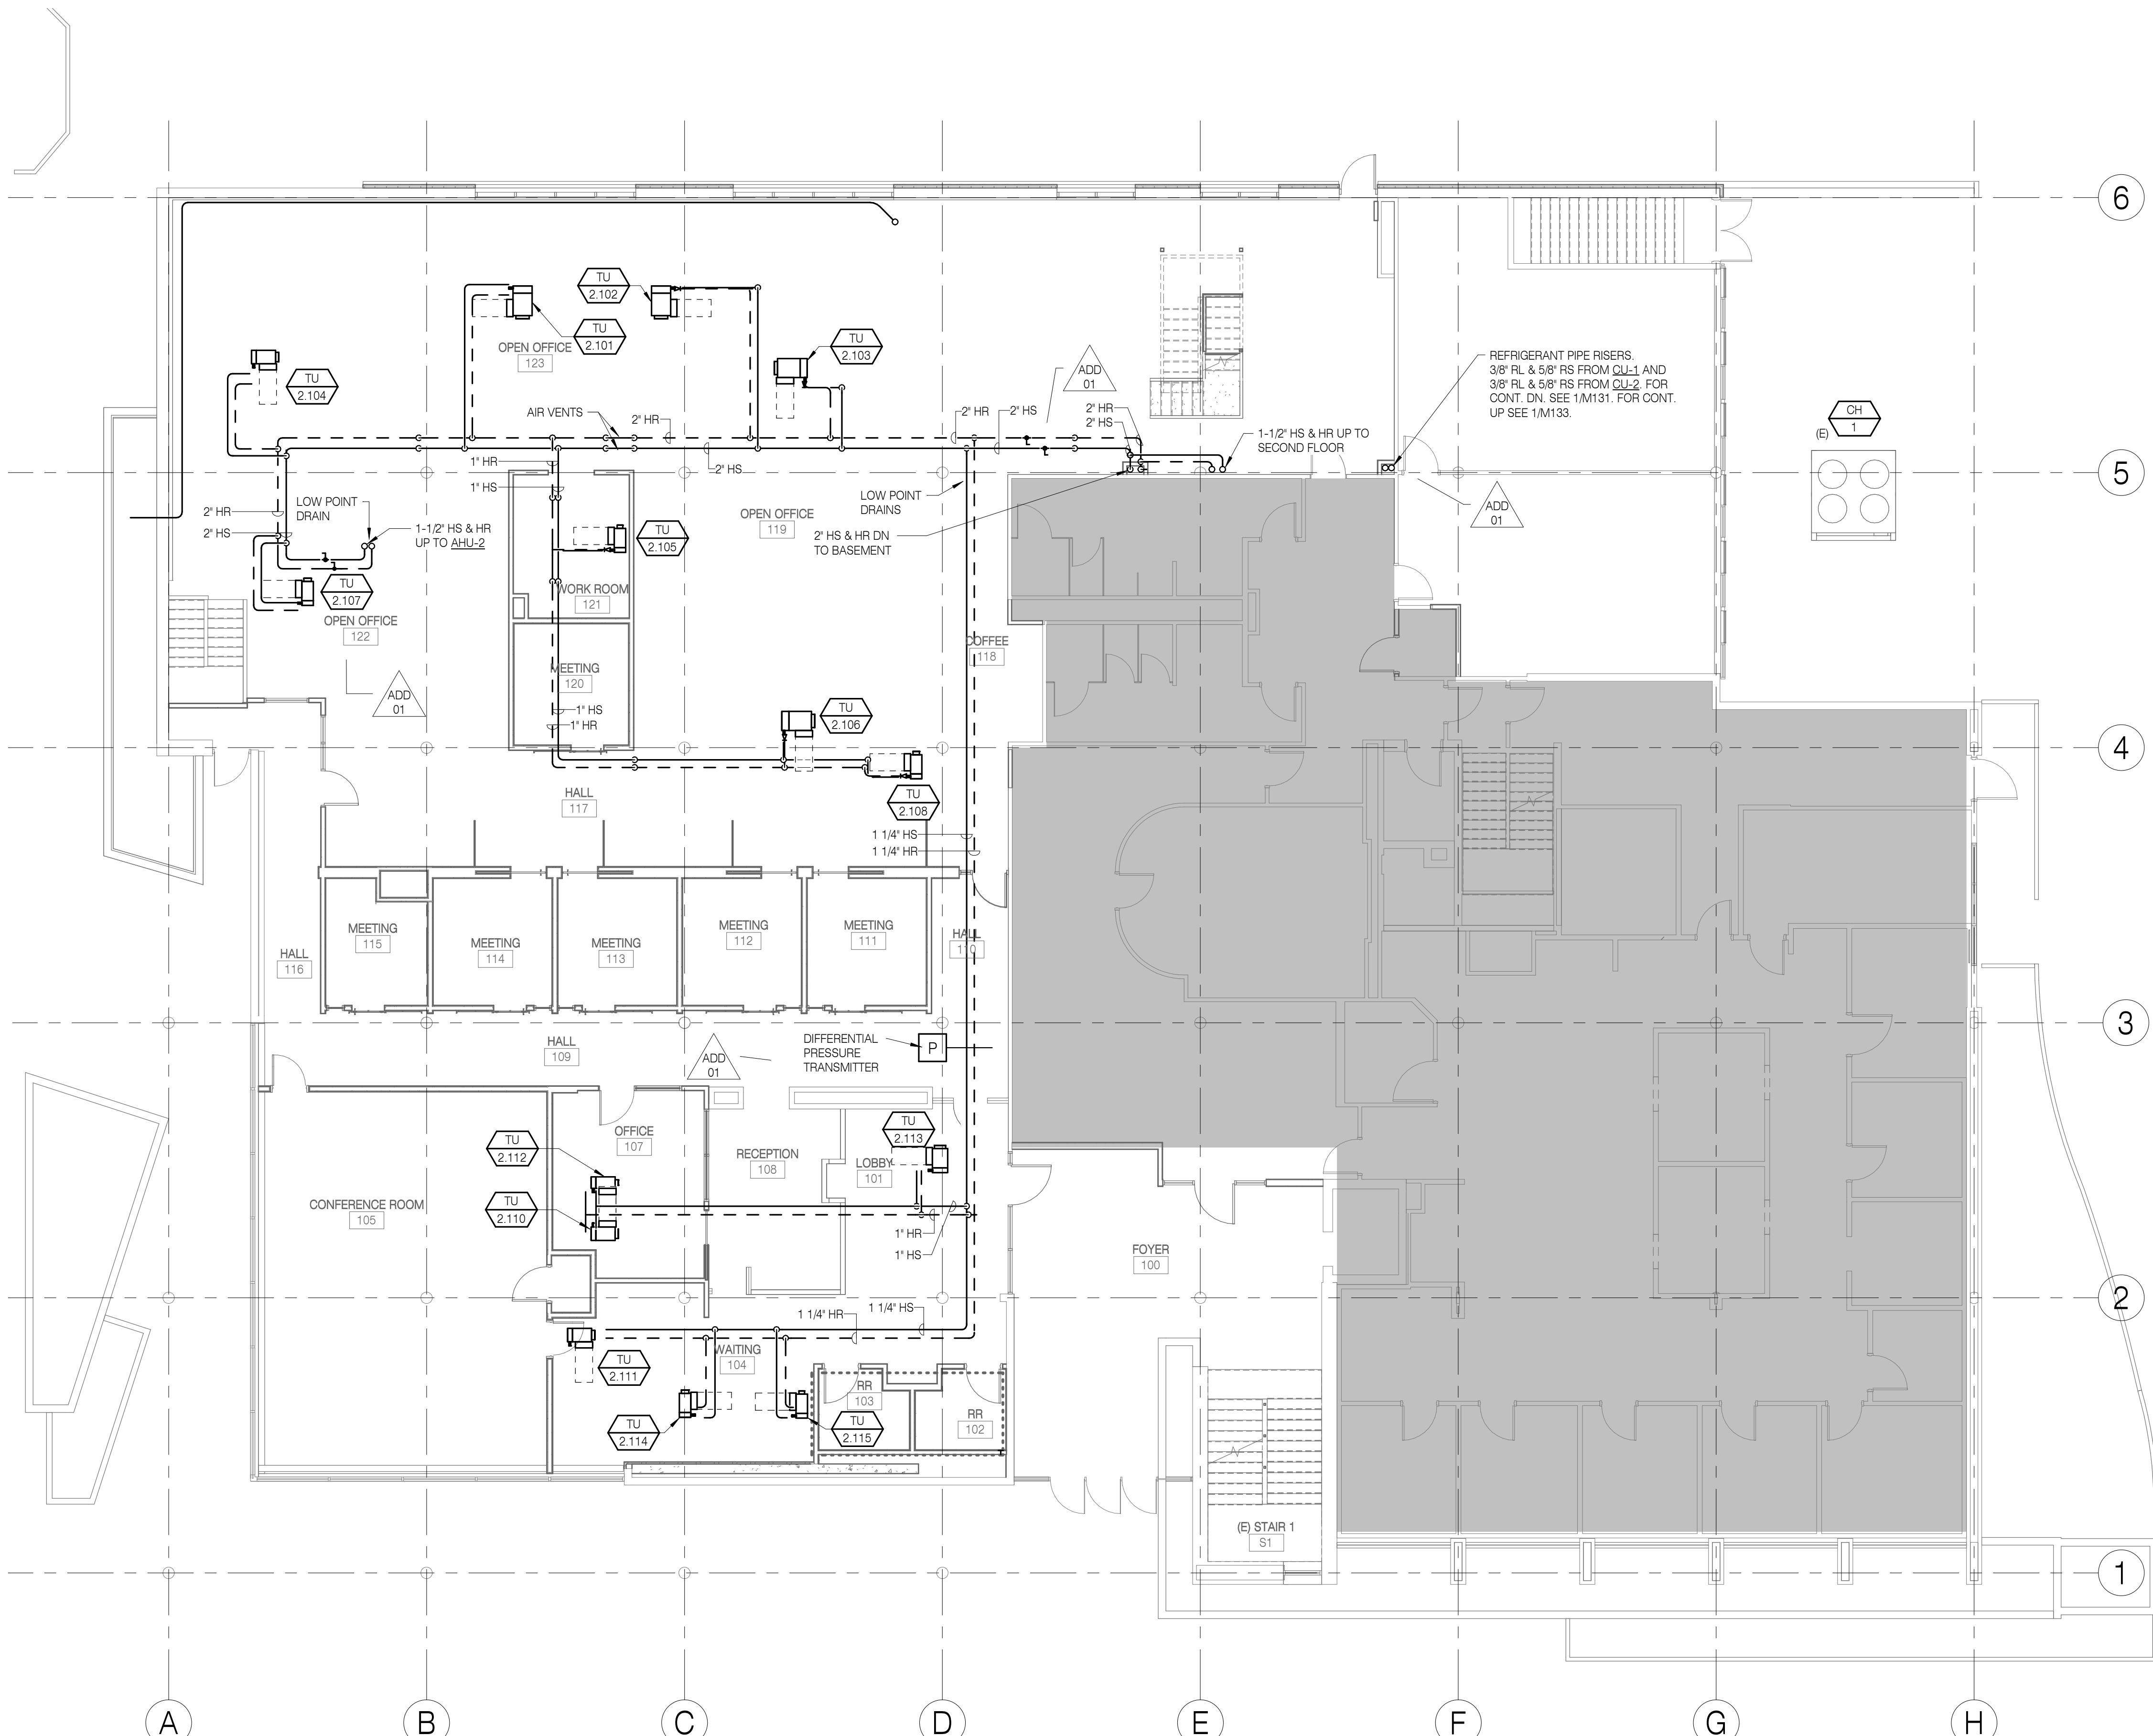 6
TU
2.102
TU
2.101
OPEN OFFICE
123
TU
2.103
TU
2.104
ADD
01
REFRIGERANT PIPE RISERS.
3/8" RL & 5/8" RS FROM CU-1 AND
3/8" RL & 5/8" RS FROM CU-2. FOR
CONT. DN. SEE 1/M131. FOR CONT.
UP SEE 1/M133.
CH
1
(E)
AIR VENTS
2" HR
2" HR
2" HS
2" HR
2" HS
1-1/2" HS & HR UP TO
SECOND FLOOR
1" HR
2" HS
1" HS
5
LOW POINT
DRAIN
LOW POINT
DRAINS
2" HR
2" HS
1-1/2" HS & HR
UP TO AHU-2
OPEN OFFICE
119
ADD
01
TU
2.105
2" HS & HR DN
TO BASEMENT
TU
2.107
WORK ROOM
121
OPEN OFFICE
122
COFFEE
118
MEETING
120
ADD
01
1" HS
1" HR
TU
2.106
4
HALL
117
TU
2.108
1 1/4" HS
1 1/4" HR
MEETING
115
MEETING
114
MEETING
113
MEETING
112
MEETING
111
HALL
110
HALL
116
3
HALL
109
ADD
01
DIFFERENTIAL
PRESSURE
TRANSMITTER
P
TU
2.112
OFFICE
107
RECEPTION
108
TU
2.113
LOBBY
101
CONFERENCE ROOM
105
TU
2.110
1" HR
1" HS
FOYER
100
2
1 1/4" HR
1 1/4" HS
WAITING
104
TU
2.111
TU
2.114
TU
2.115
RR
103
RR
102
(E) STAIR 1
S1
1
A
B
C
D
E
F
G
H